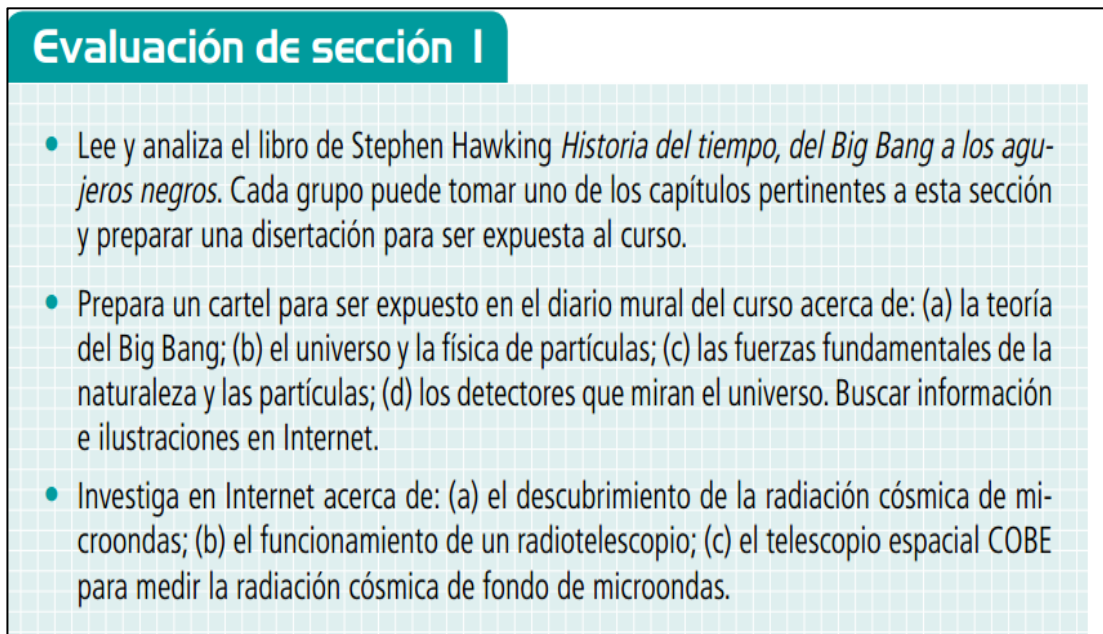 Evaluación de sección 1
• Lee y analiza el libro de Stephen Hawking Historia del tiempo, del Big Bang a los agu-
jeros negros. Cada grupo puede tomar uno de los capítulos pertinentes a esta sección
y preparar una disertación para ser expuesta al curso.
• Prepara un cartel para ser expuesto en el diario mural del curso acerca de: (a) la teoría
del Big Bang; (b) el universo y la física de partículas; (c) las fuerzas fundamentales de la
naturaleza y las partículas; (d) los detectores que miran el universo. Buscar información
e ilustraciones en Internet.
• Investiga en Internet acerca de: (a) el descubrimiento de la radiación cósmica de mi-
croondas; (b) el funcionamiento de un radiotelescopio; (c) el telescopio espacial COBE
para medir la radiación cósmica de fondo de microondas.